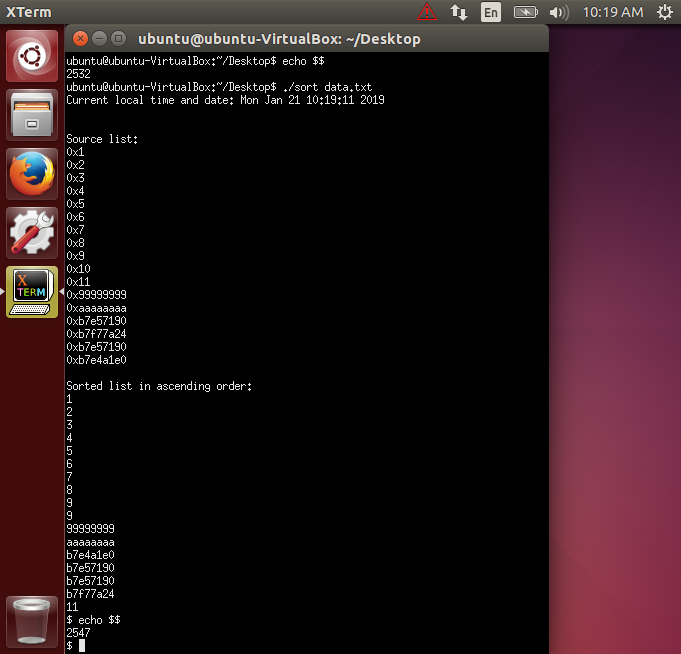 XTerm
En
10:19 AM
ubuntu@ubuntu-VirtualBox: ~/Desktop
ubuntu@ubuntu-VirtualBox:~/Desktop$ echo $$
2532
ubuntu@ubuntu-VirtualBox:~/Desktop$ ./sort data.txt
Current local time and date: Mon Jan 21 10:19:11 2019
Source list:
0x1
0x2
0x3
0x4
0x5
0x6
0x7
0x8
0x9
0x10
0x11
0x99999999
0xaaaaaaaa
0xb7e57190
0xb7f77a24
0xb7e57190
0xb7e4a1e0
Sorted list in ascending order:
1
2
3
4
5
6
7
8
9
9
99999999
aaaaaaaa
b7e4a1e0
b7e57190
b7e57190
b7f77a24
11
$ echo $$
2547
$
X
TERM